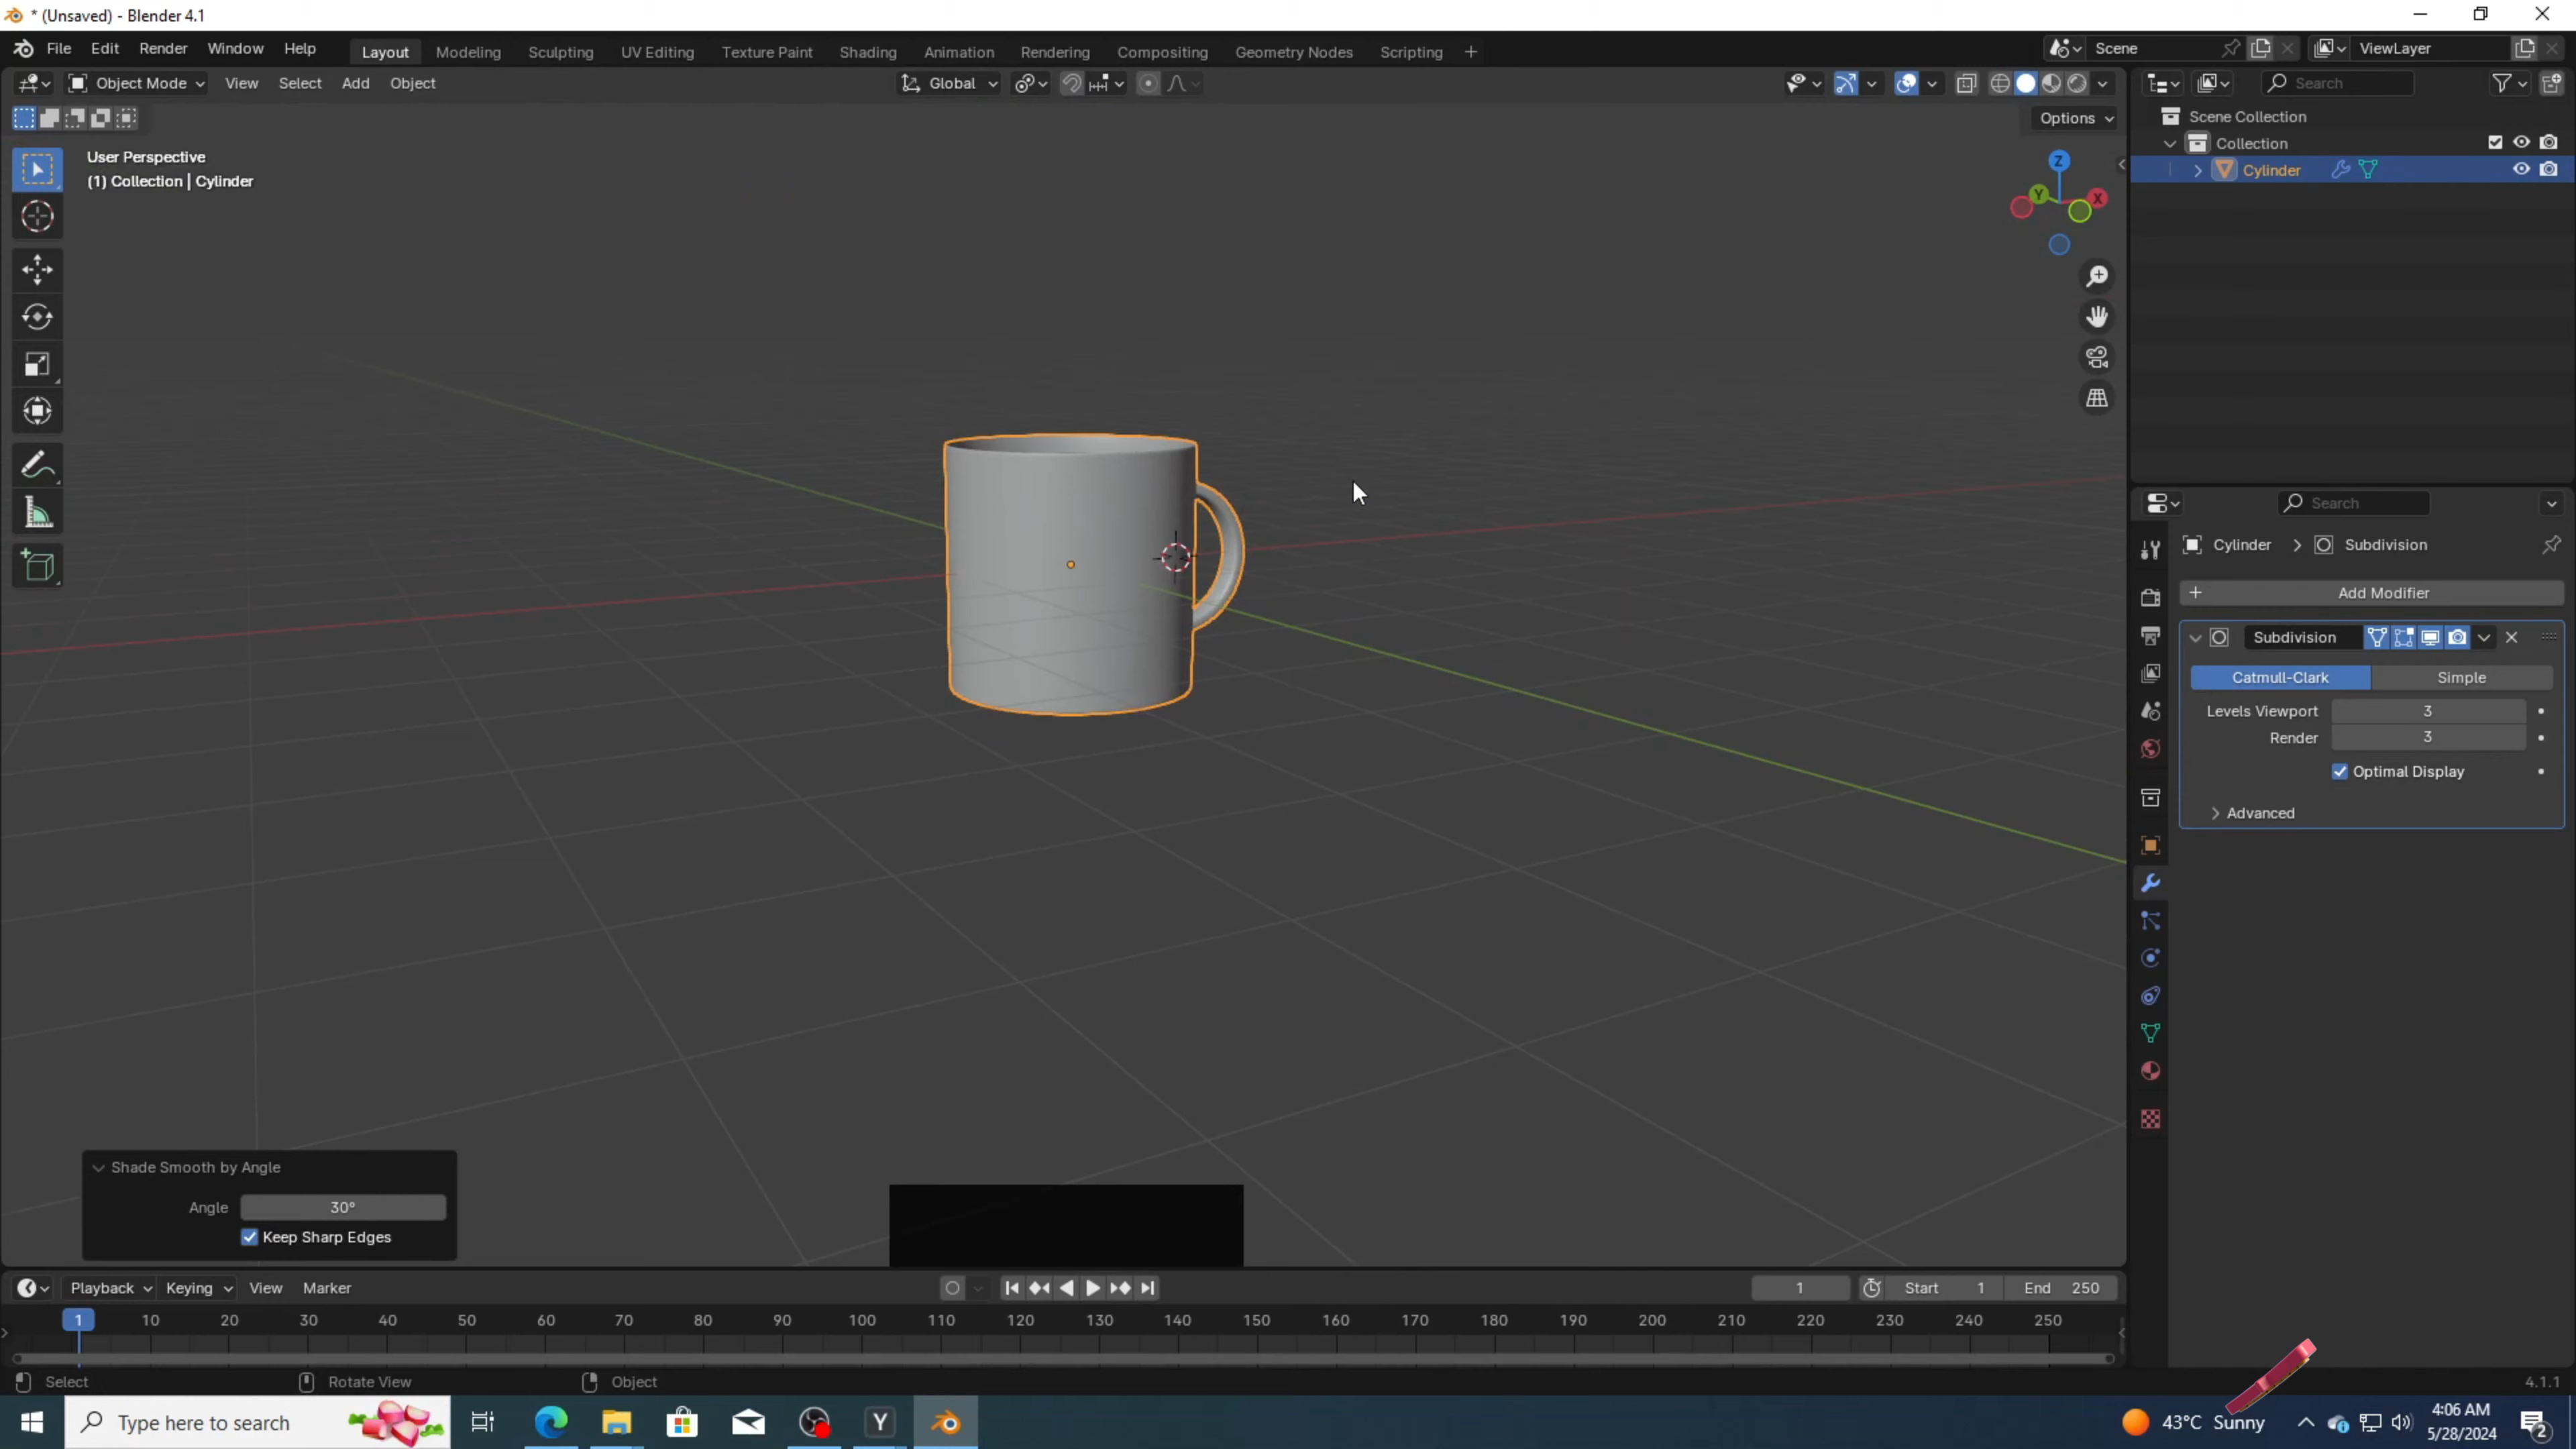 * (Unsaved) - Blender 4.1
File Edit Render Window Help Layout Modeling Sculpting UV Editing Texture Paint Shading Animation Rendering Compositing Geometry Nodes Scripting + Scene ViewLayer
Object Mode View Select Add Object Global Search
Options
User Perspective
(1) Collection | Cylinder
Z
Y
X
Scene Collection
Collection
Cylinder
Search
Cylinder > Subdivision
+ Add Modifier
Subdivision
Catmull-Clark Simple
Levels Viewport 3
Render 3
Optimal Display
Advanced
Shade Smooth by Angle
Angle 30°
Keep Sharp Edges
Playback Keying View Marker 1 Start 1 End 250
1 10 20 30 40 50 60 70 80 90 100 110 120 130 140 150 160 170 180 190 200 210 220 230 240 250
Select Rotate View Object 4.1.1
Type here to search
Y
43°C Sunny
4:06 AM
5/28/2024
2